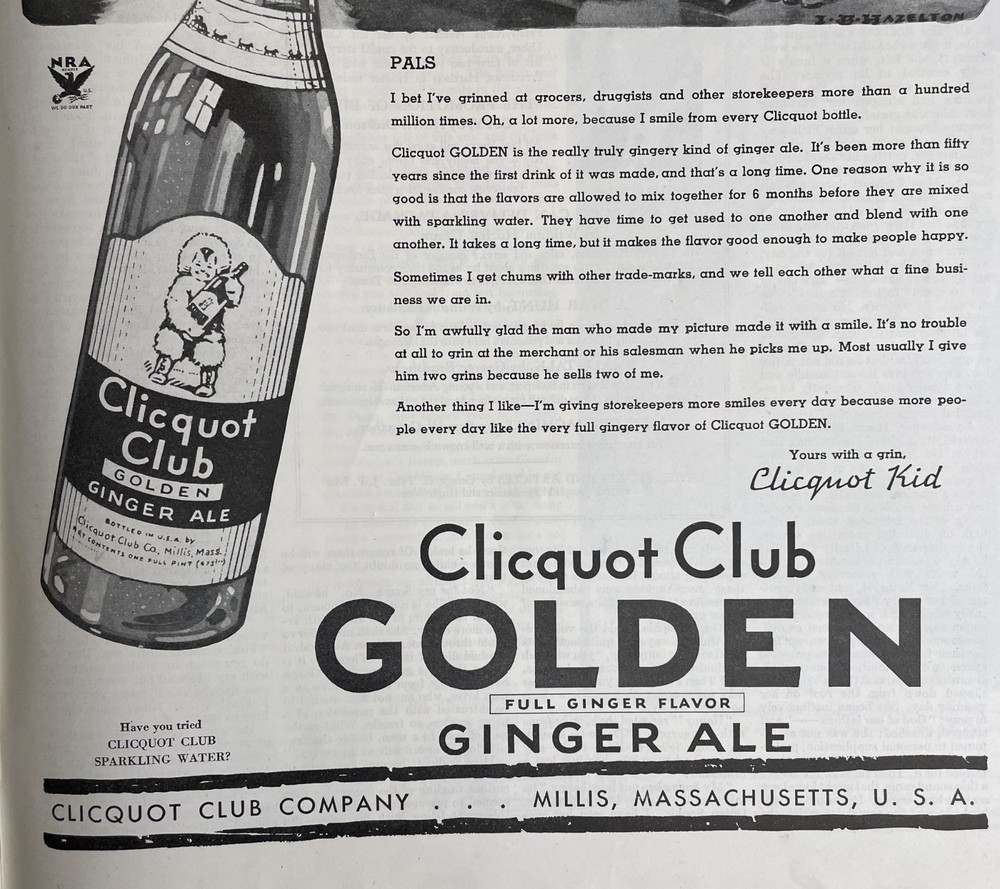 I·B·HAZELTON
NRA
MEMBER
U.S.
WE DO OUR PART
PALS
I bet I've grinned at grocers, druggists and other storekeepers more than a hundred
million times. Oh, a lot more, because I smile from every Clicquot bottle.
Clicquot GOLDEN is the really truly gingery kind of ginger ale. It's been more than fifty
years since the first drink of it was made, and that's a long time. One reason why it is so
good is that the flavors are allowed to mix together for 6 months before they are mixed
with sparkling water. They have time to get used to one another and blend with one
another. It takes a long time, but it makes the flavor good enough to make people happy.
Sometimes I get chums with other trade-marks, and we tell each other what a fine busi-
ness we are in.
So I'm awfully glad the man who made my picture made it with a smile. It's no trouble
at all to grin at the merchant or his salesman when he picks me up. Most usually I give
him two grins because he sells two of me.
Another thing I like—I'm giving storekeepers more smiles every day because more peo-
ple every day like the very full gingery flavor of Clicquot GOLDEN.
Yours with a grin,
Clicquot Kid
Clicquot
Club
GOLDEN
GINGER ALE
BOTTLED IN U.S.A. by
Clicquot Club Co., Millis, Mass.
NET CONTENTS ONE FULL PINT
Clicquot Club
GOLDEN
FULL GINGER FLAVOR
GINGER ALE
Have you tried
CLICQUOT CLUB
SPARKLING WATER?
CLICQUOT CLUB COMPANY . . . MILLIS, MASSACHUSETTS, U. S. A.